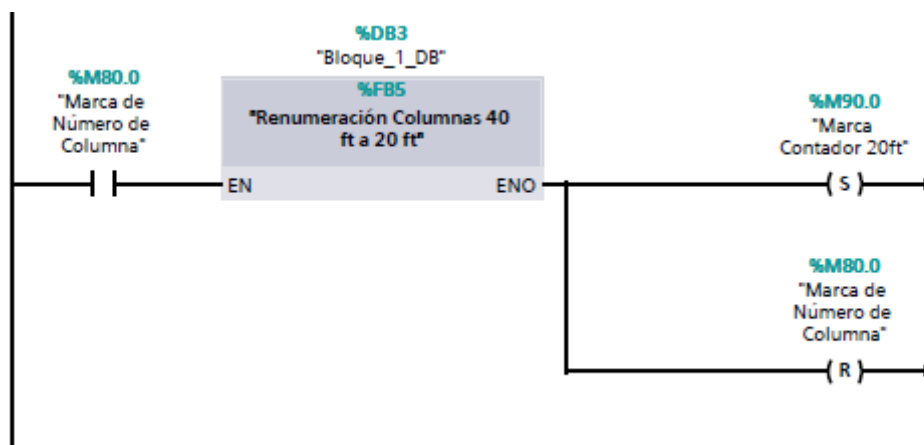 %DB3
"Bloque_1_DB"
%M80.0
"Marca de
Número de
Columna"
%FB5
"Renumeración Columnas 40
ft a 20 ft"
EN
ENO
%M90.0
"Marca
Contador 20ft"
S
%M80.0
"Marca de
Número de
Columna"
R